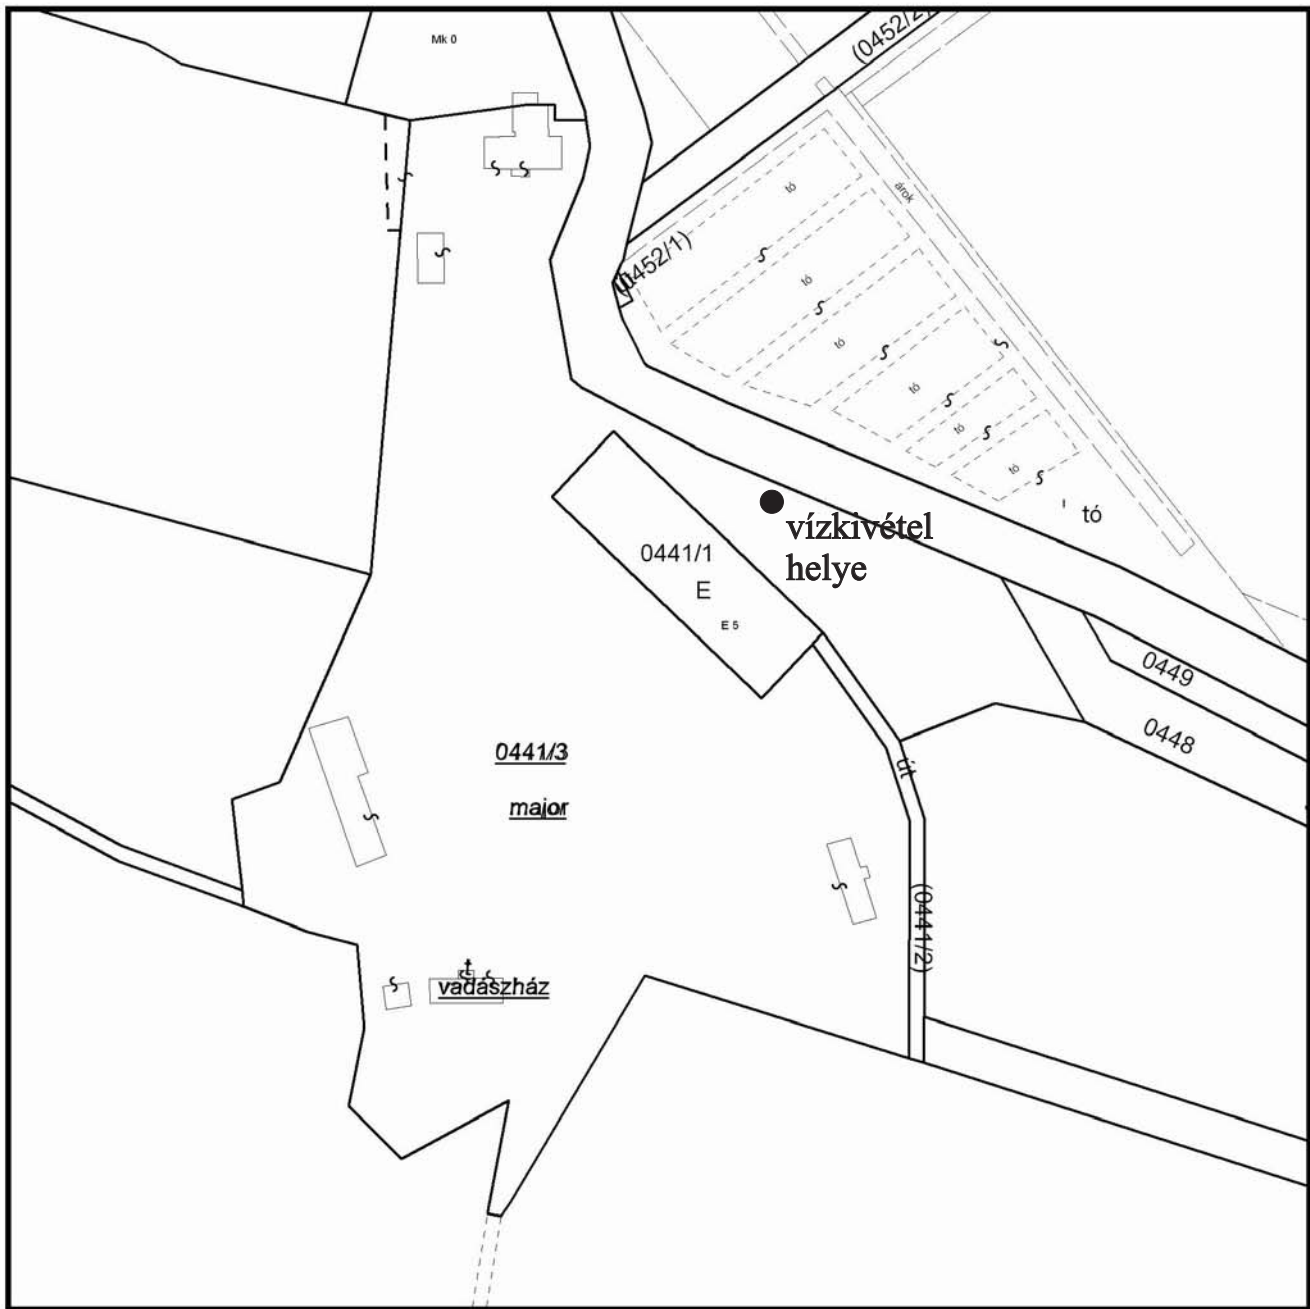 Mk 0
(0452/2)
tó
árok
(0452/1)
tó
tó
tó
tó
tó
tó
vízkivétel
helye
0441/1
E
E 5
0449
0448
0441/3
major
út
(0441/2)
vadászház